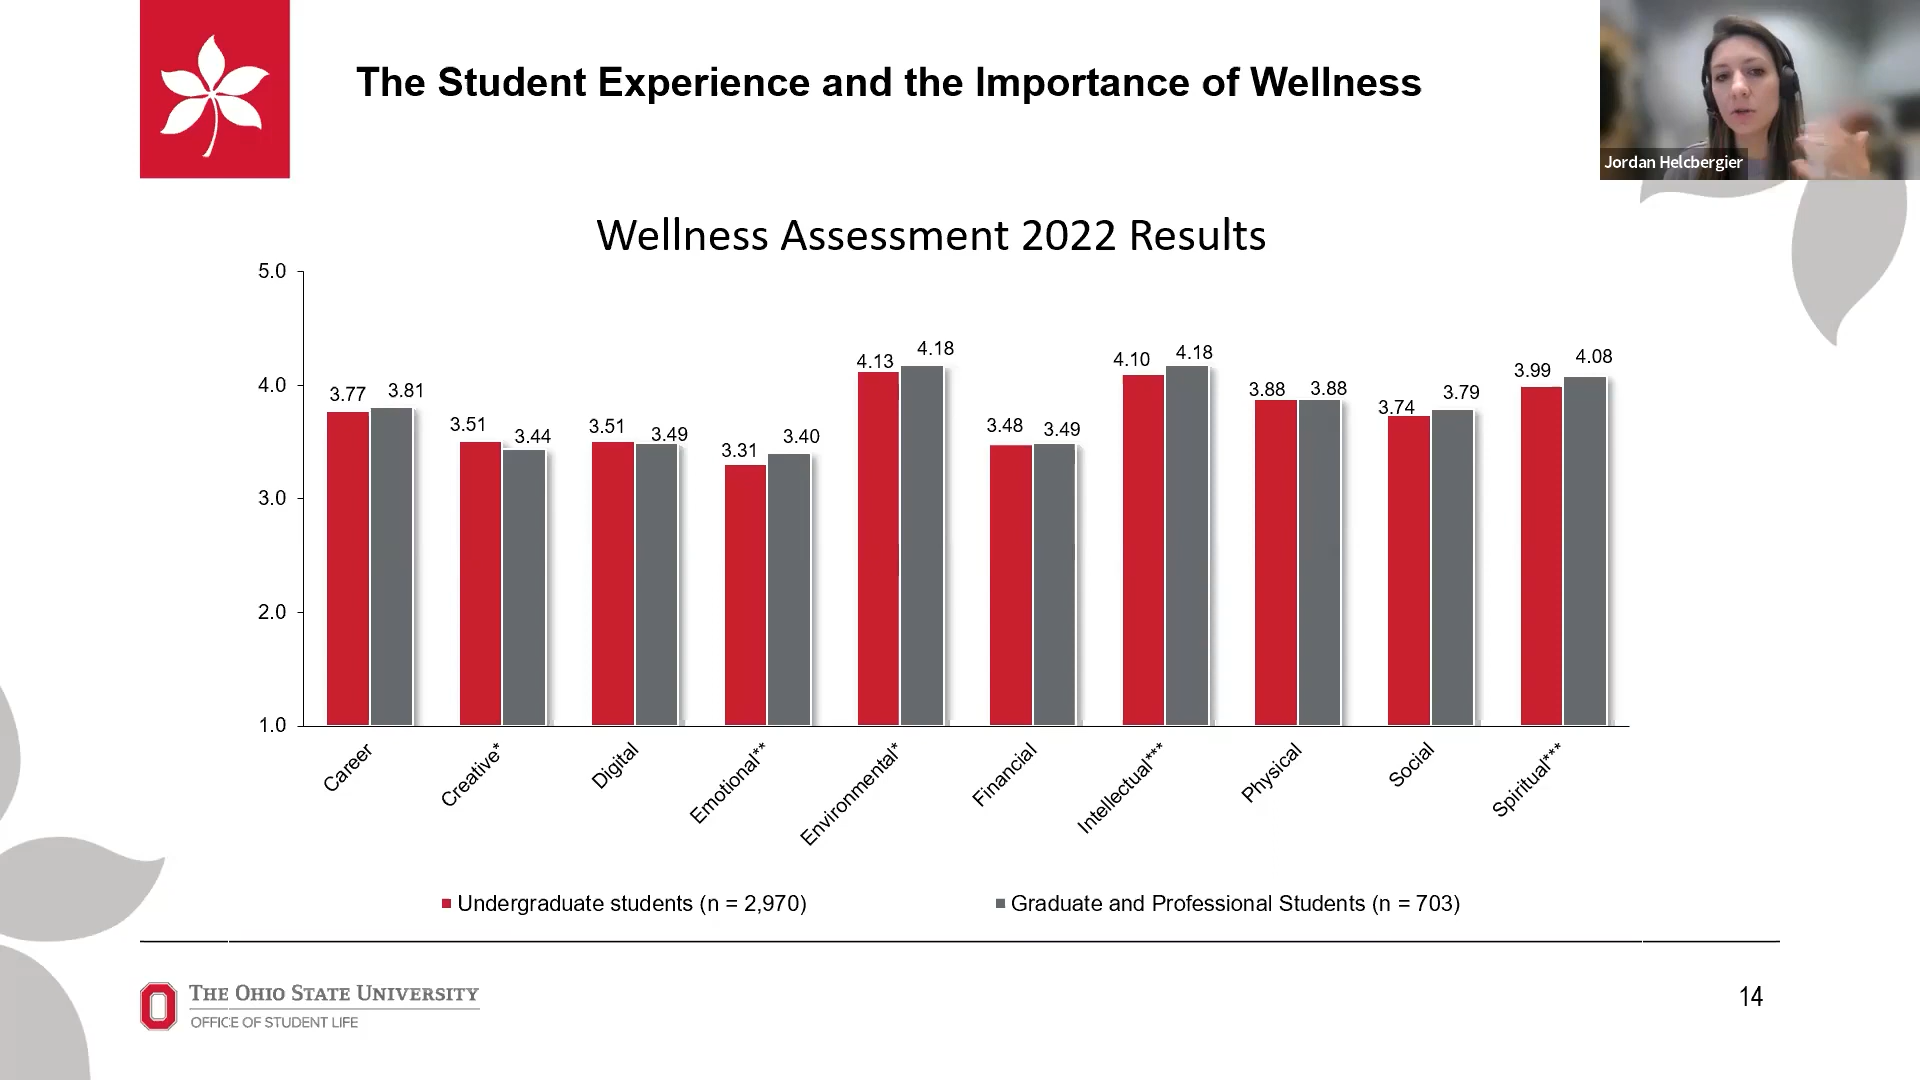 The Student Experience and the Importance of Wellness
Jordan Helcbergier
Wellness Assessment 2022 Results
5.0
4.0
3.0
2.0
1.0
3.77 3.81
3.51 3.44
3.51 3.49
3.31 3.40
4.13 4.18
3.48 3.49
4.10 4.18
3.88 3.88
3.74 3.79
3.99 4.08
Career
Creative*
Digital
Emotional**
Environmental*
Financial
Intellectual***
Physical
Social
Spiritual***
Undergraduate students (n = 2,970)
Graduate and Professional Students (n = 703)
THE OHIO STATE UNIVERSITY
OFFICE OF STUDENT LIFE
14